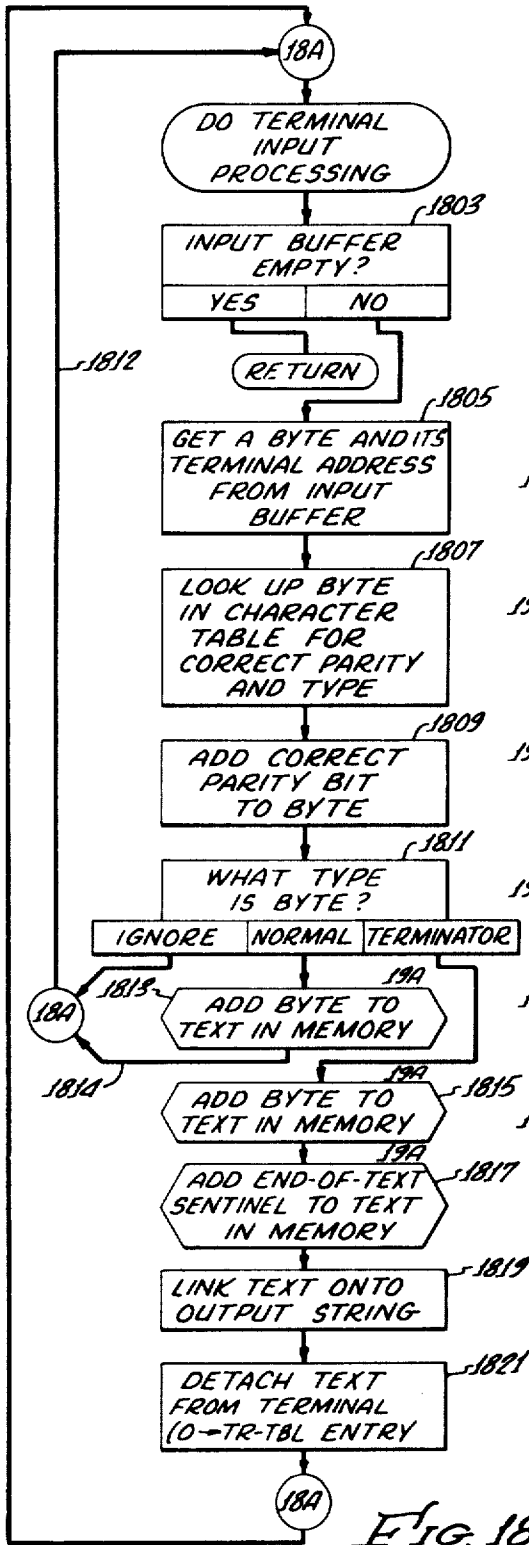 18A
DO TERMINAL
INPUT
PROCESSING
1803
INPUT BUFFER
EMPTY?
YES NO
1812
RETURN
1805
GET A BYTE AND ITS
TERMINAL ADDRESS
FROM INPUT
BUFFER
1807
LOOK UP BYTE
IN CHARACTER
TABLE FOR
CORRECT PARITY
AND TYPE
1809
ADD CORRECT
PARITY BIT
TO BYTE
1811
WHAT TYPE
IS BYTE?
IGNORE NORMAL TERMINATOR
18A
1813
19A
ADD BYTE TO
TEXT IN MEMORY
1814
19A
1815
ADD BYTE TO
TEXT IN MEMORY
19A
1817
ADD END-OF-TEXT
SENTINEL TO TEXT
IN MEMORY
1819
LINK TEXT ONTO
OUTPUT STRING
1821
DETACH TEXT
FROM TERMINAL
(0→TR-TBL ENTRY
18A
FIG. 18